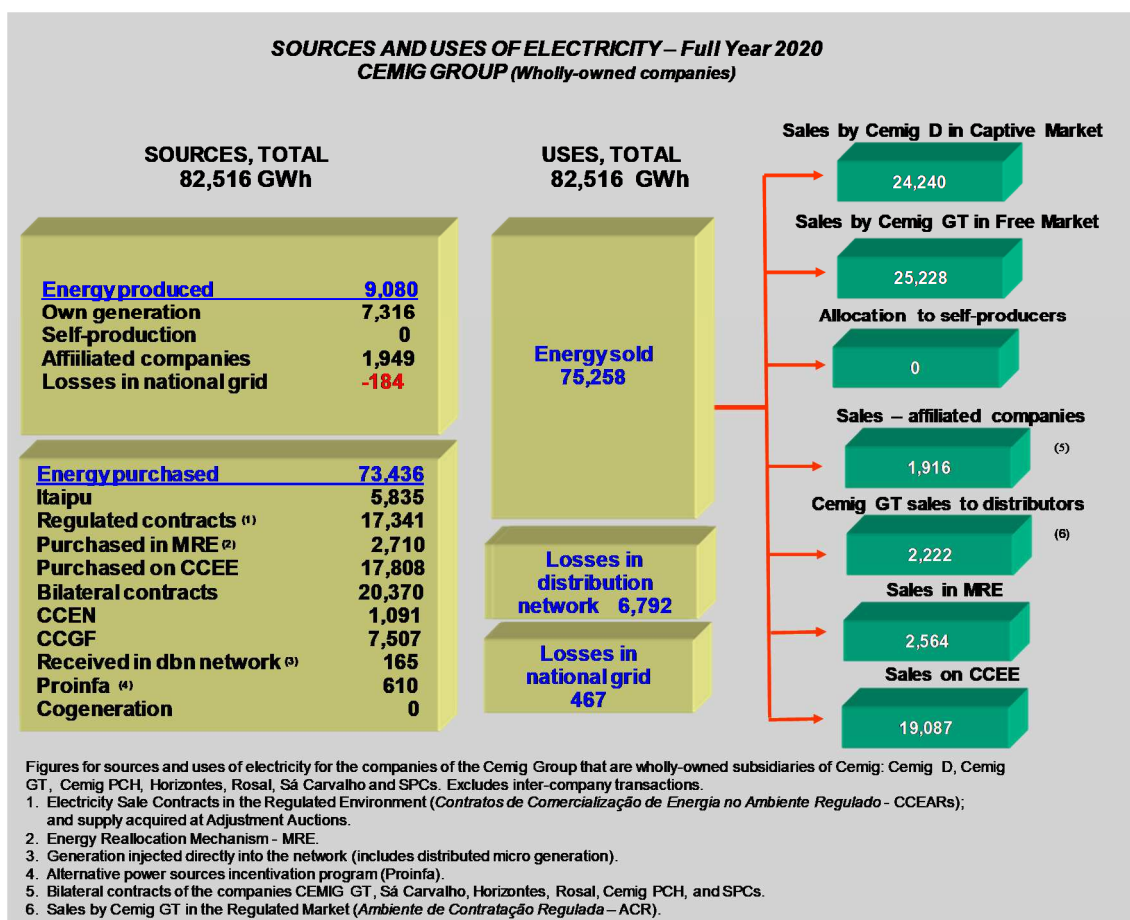 SOURCES AND USES OF ELECTRICITY – Full Year 2020
CEMIG GROUP (Wholly-owned companies)
SOURCES, TOTAL
82,516 GWh
Energy produced 9,080
Own generation 7,316
Self-production 0
Affiiliated companies 1,949
Losses in national grid -184
Energy purchased 73,436
Itaipu 5,835
Regulated contracts (1) 17,341
Purchased in MRE (2) 2,710
Purchased on CCEE 17,808
Bilateral contracts 20,370
CCEN 1,091
CCGF 7,507
Received in dbn network (3) 165
Proinfa (4) 610
Cogeneration 0
USES, TOTAL
82,516 GWh
Energy sold
75,258
Losses in
distribution
network 6,792
Losses in
national grid
467
Sales by Cemig D in Captive Market
24,240
Sales by Cemig GT in Free Market
25,228
Allocation to self-producers
0
Sales – affiliated companies
(5)
1,916
Cemig GT sales to distributors
(6)
2,222
Sales in MRE
2,564
Sales on CCEE
19,087
Figures for sources and uses of electricity for the companies of the Cemig Group that are wholly-owned subsidiaries of Cemig: Cemig D, Cemig
GT, Cemig PCH, Horizontes, Rosal, Sá Carvalho and SPCs. Excludes inter-company transactions.
1. Electricity Sale Contracts in the Regulated Environment (Contratos de Comercialização de Energia no Ambiente Regulado - CCEARs);
and supply acquired at Adjustment Auctions.
2. Energy Reallocation Mechanism - MRE.
3. Generation injected directly into the network (includes distributed micro generation).
4. Alternative power sources incentivation program (Proinfa).
5. Bilateral contracts of the companies CEMIG GT, Sá Carvalho, Horizontes, Rosal, Cemig PCH, and SPCs.
6. Sales by Cemig GT in the Regulated Market (Ambiente de Contratação Regulada – ACR).